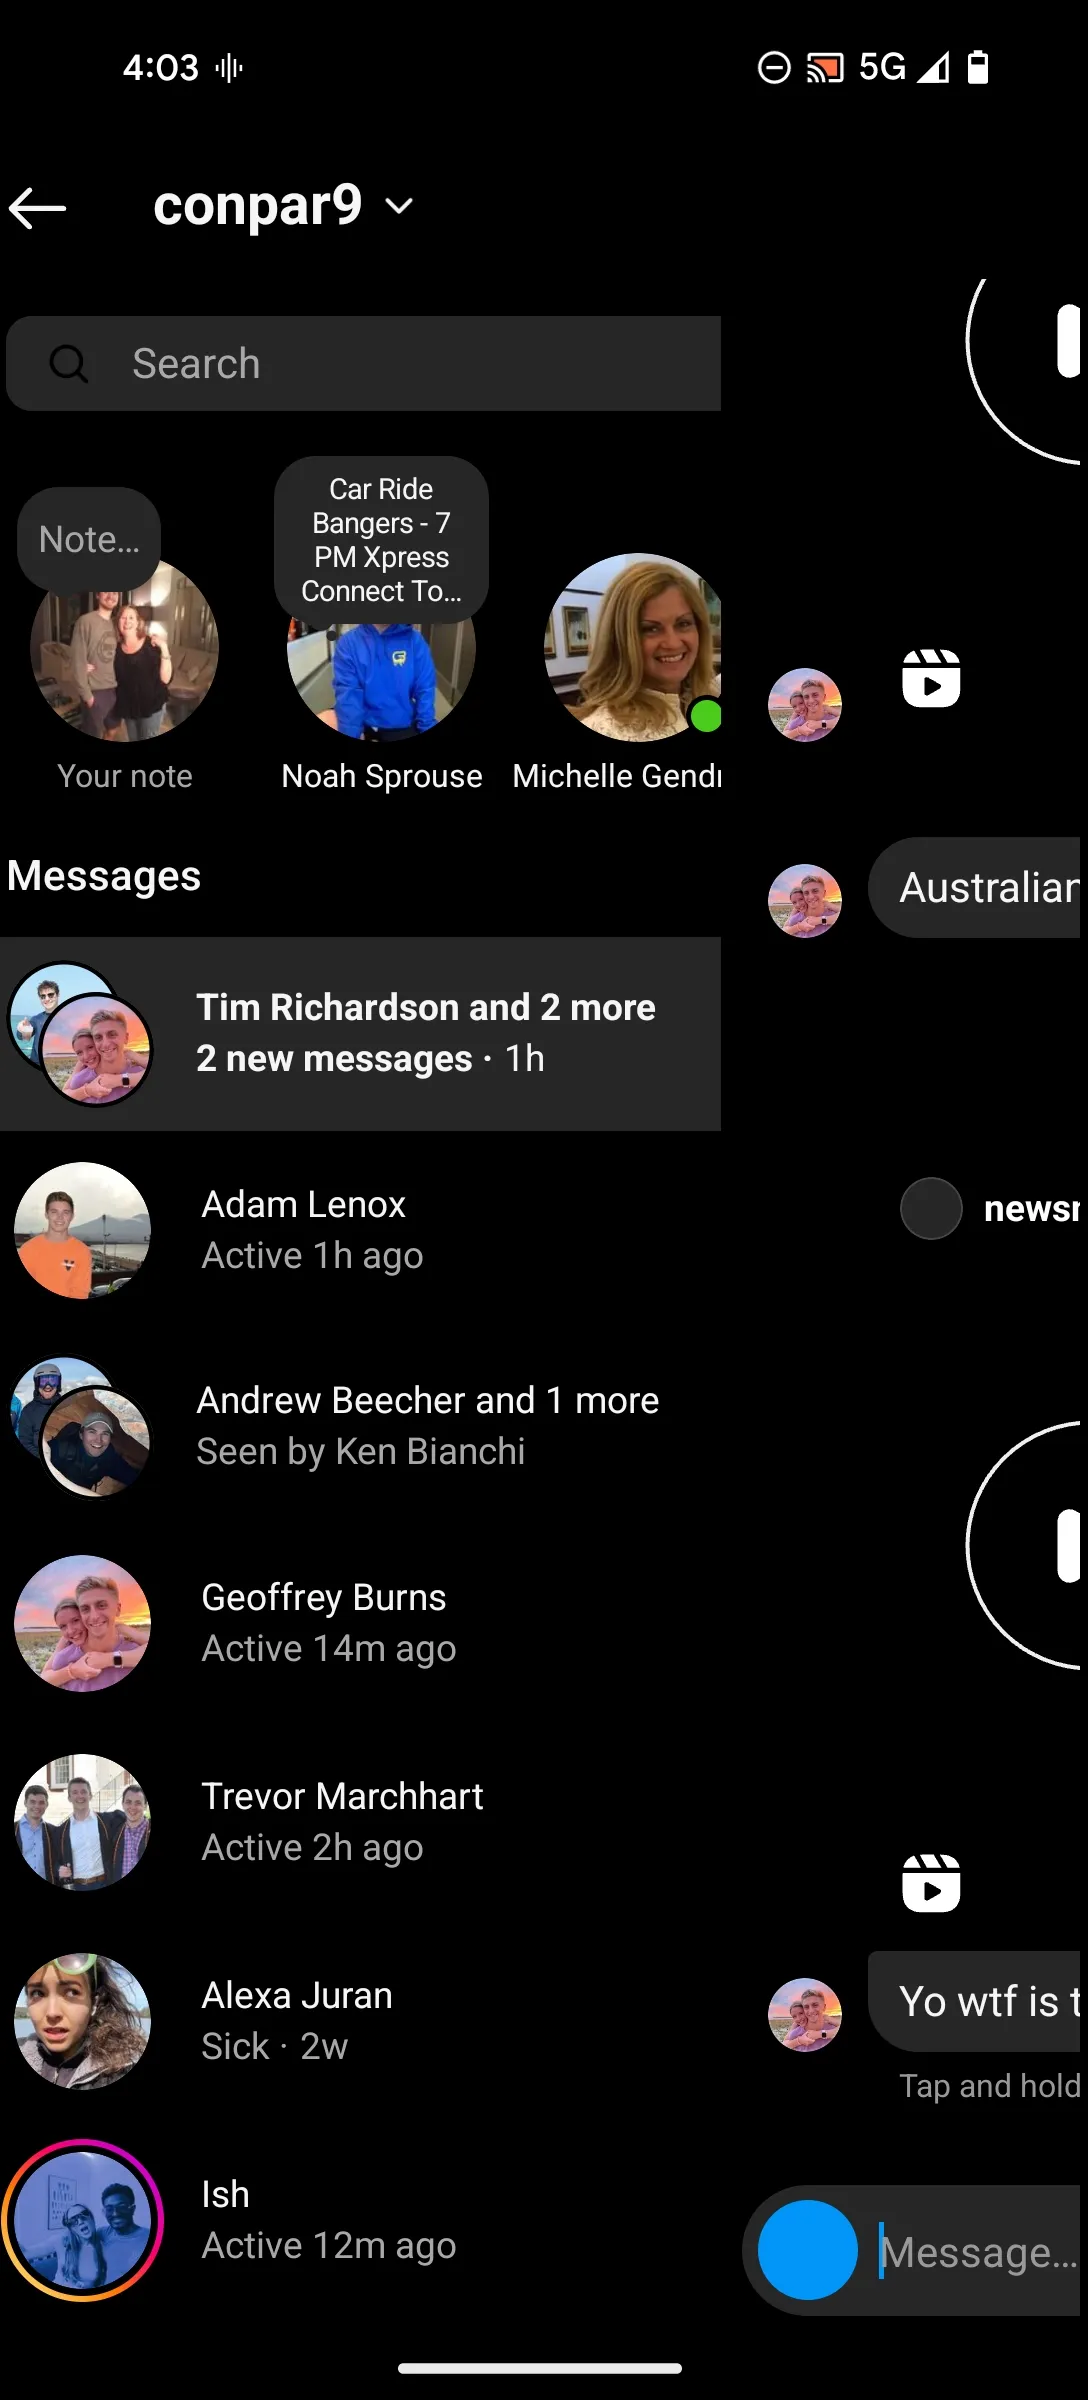 4:03
5G
conpar9
Search
Note...
Car Ride
Bangers - 7
PM Xpress
Connect To...
Your note
Noah Sprouse
Michelle Gendr
Messages
Tim Richardson and 2 more
2 new messages · 1h
Adam Lenox
Active 1h ago
Andrew Beecher and 1 more
Seen by Ken Bianchi
Geoffrey Burns
Active 14m ago
Trevor Marchhart
Active 2h ago
Alexa Juran
Sick · 2w
Ish
Active 12m ago
Australian
newsr
Yo wtf is t
Tap and hold
Message...